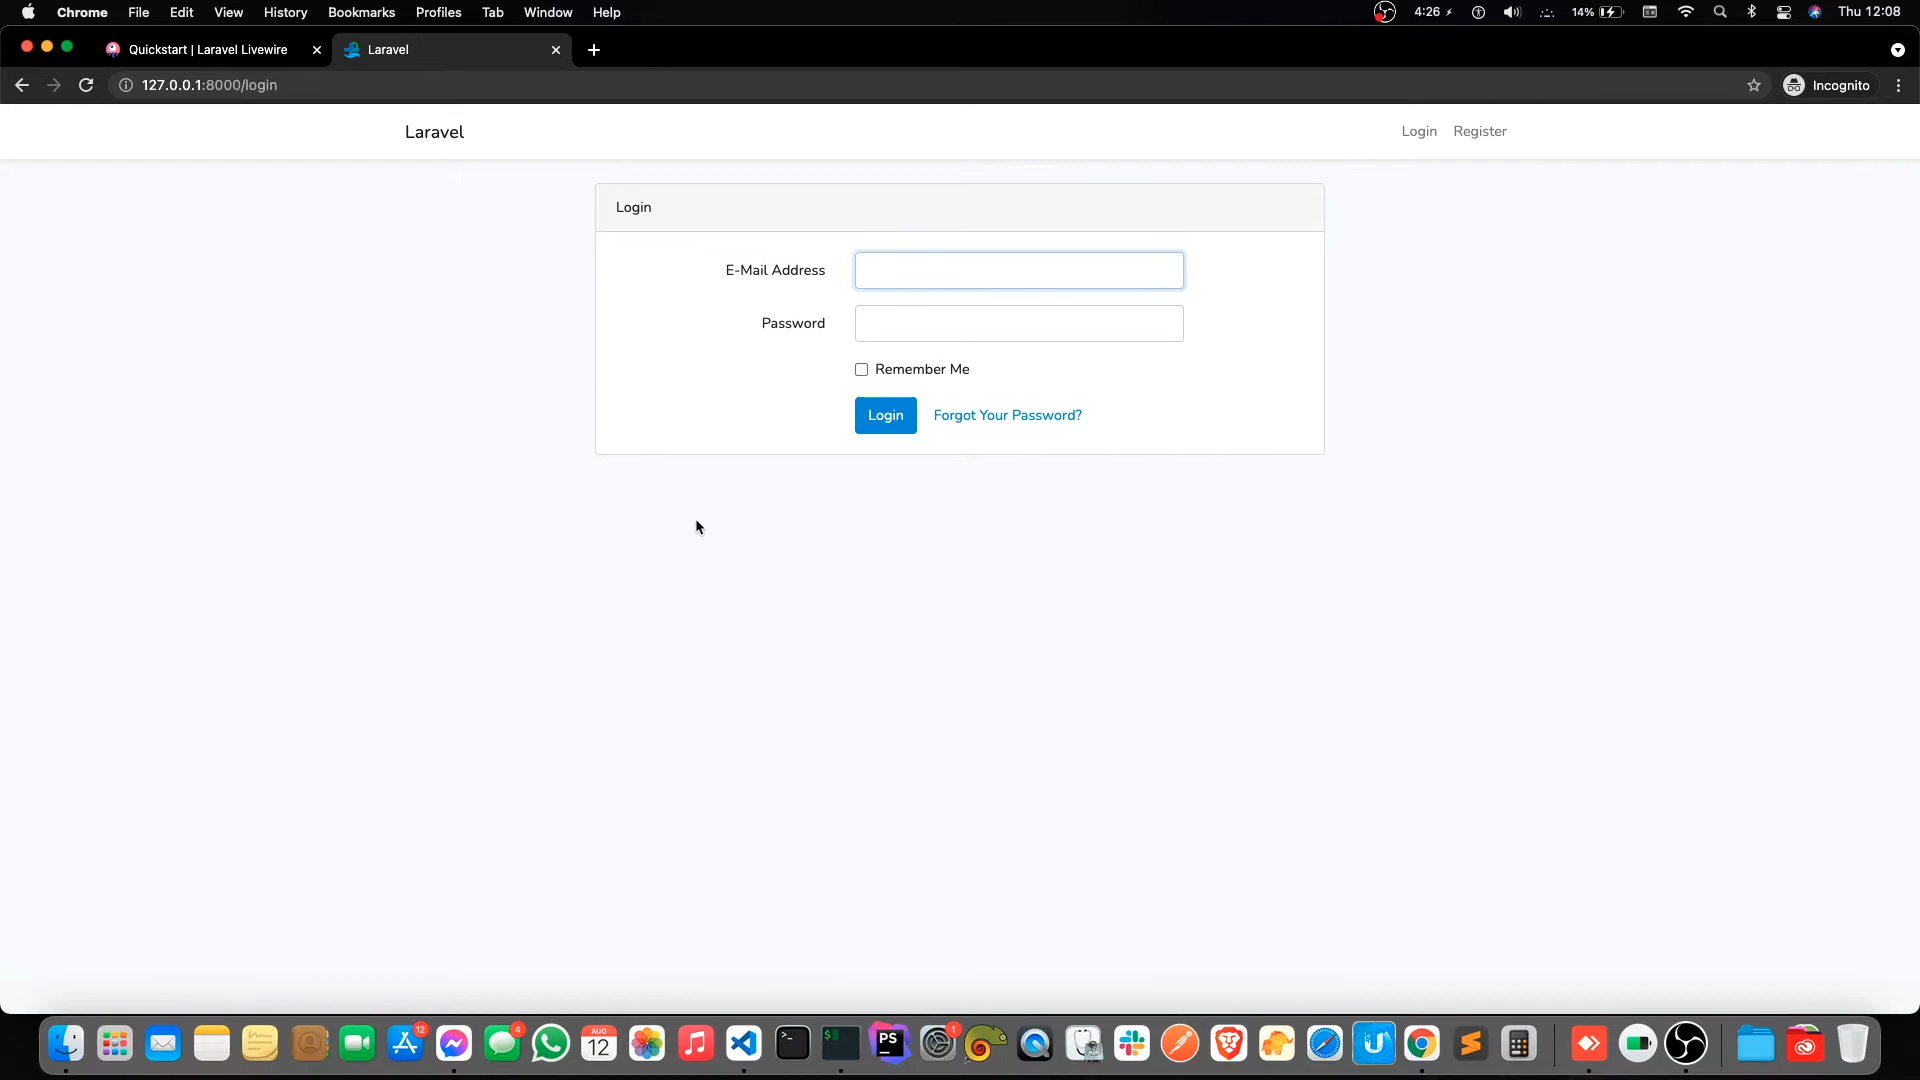 Chrome File Edit View History Bookmarks Profiles Tab Window Help 4:26 14% Thu 12:08
Quickstart | Laravel Livewire Laravel
127.0.0.1:8000/login Incognito
Laravel Login Register
Login
E-Mail Address
Password
Remember Me
Login Forgot Your Password?
12 4 AUG 12 >_ $ PS 1